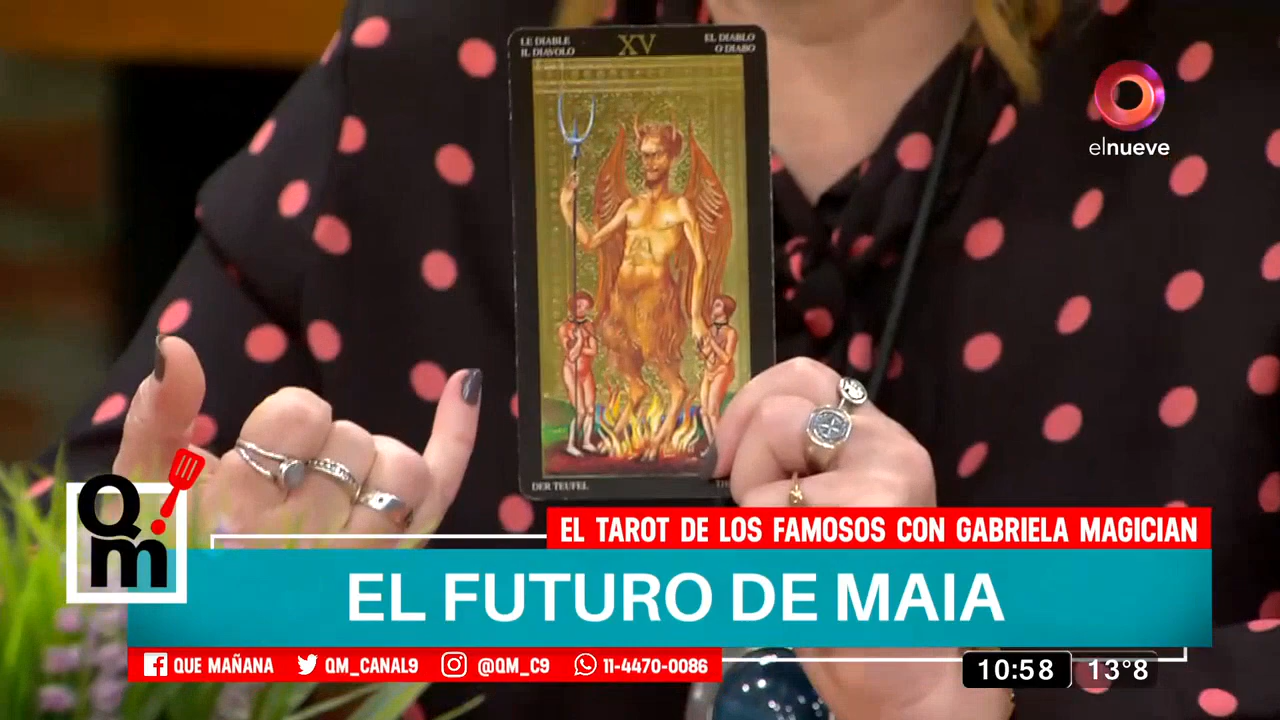 LE DIABLE
IL DIAVOLO
XV
EL DIABLO
O DIABO
elnueve
DER TEUFEL
Q!m
EL TAROT DE LOS FAMOSOS CON GABRIELA MAGICIAN
EL FUTURO DE MAIA
QUE MAÑANA QM_CANAL9 @QM_C9 11-4470-0086
10:58 13°8